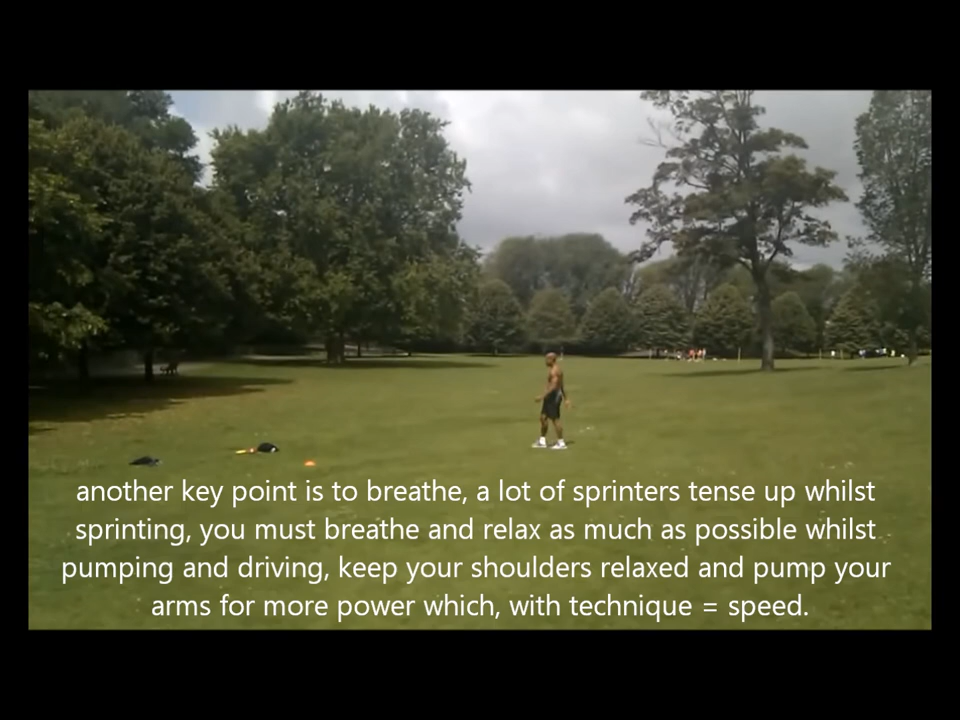 another key point is to breathe, a lot of sprinters tense up whilst
sprinting, you must breathe and relax as much as possible whilst
pumping and driving, keep your shoulders relaxed and pump your
arms for more power which, with technique = speed.